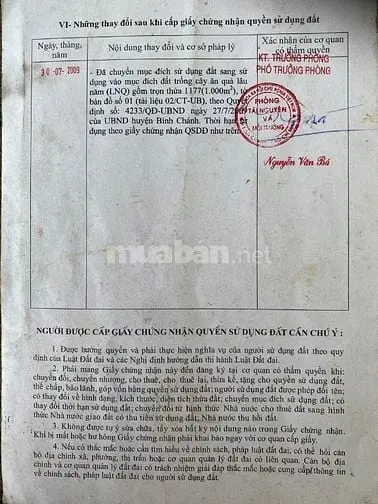 VI- Những thay đổi sau khi cấp giấy chứng nhận quyền sử dụng đất
Ngày, tháng, năm
Nội dung thay đổi và cơ sở pháp lý
Xác nhận của cơ quan có thẩm quyền
30-07-2009
- Đã chuyển mục đích sử dụng đất sang sử
dụng vào mục đích đất trồng cây ăn quả lâu
năm (LNQ) gồm trọn thửa 1177(1.000m²), tờ
bản đồ số 01 (tài liệu 02/CT-UB), theo Quyết
định số: 4233/QĐ-UBND ngày 27/7/2009
của UBND huyện Bình Chánh. Thời hạn sử
dụng theo giấy chứng nhận QSDĐ như trên.
KT. TRƯỞNG PHÒNG
PHÓ TRƯỞNG PHÒNG
PHÒNG
TÀI NGUYÊN
VÀ
MÔI TRƯỜNG
Nguyễn Văn Bá
muaban.net
NGƯỜI ĐƯỢC CẤP GIẤY CHỨNG NHẬN QUYỀN SỬ DỤNG ĐẤT CẦN CHÚ Ý :
1. Được hưởng quyền và phải thực hiện nghĩa vụ của người sử dụng đất theo quy
định của Luật Đất đai và các Nghị định hướng dẫn thi hành Luật Đất đai.
2. Phải mang Giấy chứng nhận này đến đăng ký tại cơ quan có thẩm quyền khi:
chuyển đổi, chuyển nhượng, cho thuê, cho thuê lại, thừa kế, tặng cho quyền sử dụng đất,
thế chấp, bảo lãnh, góp vốn bằng quyền sử dụng đất; người sử dụng đất được phép đổi tên;
có thay đổi về hình dạng, kích thước, diện tích thửa đất; chuyển mục đích sử dụng đất; có
thay đổi thời hạn sử dụng đất; chuyển đổi từ hình thức Nhà nước cho thuê đất sang hình
thức Nhà nước giao đất có thu tiền sử dụng đất; Nhà nước thu hồi đất.
3. Không được tự ý sửa chữa, tẩy xóa bất kỳ nội dung nào trong Giấy chứng nhận.
Khi bị mất hoặc hư hỏng Giấy chứng nhận phải khai báo ngay với cơ quan cấp giấy.
4. Nếu có thắc mắc hoặc cần tìm hiểu về chính sách, pháp luật đất đai, có thể hỏi cán
bộ địa chính xã, phường, thị trấn hoặc cơ quan quản lý đất đai có liên quan. Cán bộ địa
chính và cơ quan quản lý đất đai có trách nhiệm giải đáp thắc mắc hoặc cung cấp thông tin
về chính sách, pháp luật đất đai cho người sử dụng đất.